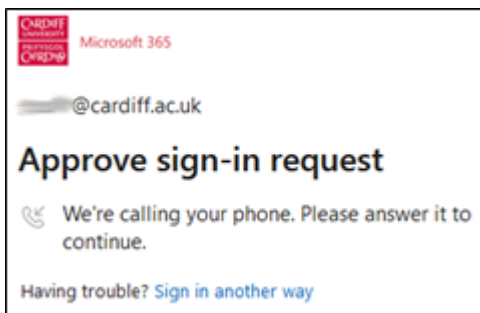 CARDIFF
UNIVERSITY
PRIFYSGOL
CAERDYDD
Microsoft 365
@cardiff.ac.uk
Approve sign-in request
We're calling your phone. Please answer it to
continue.
Having trouble? Sign in another way